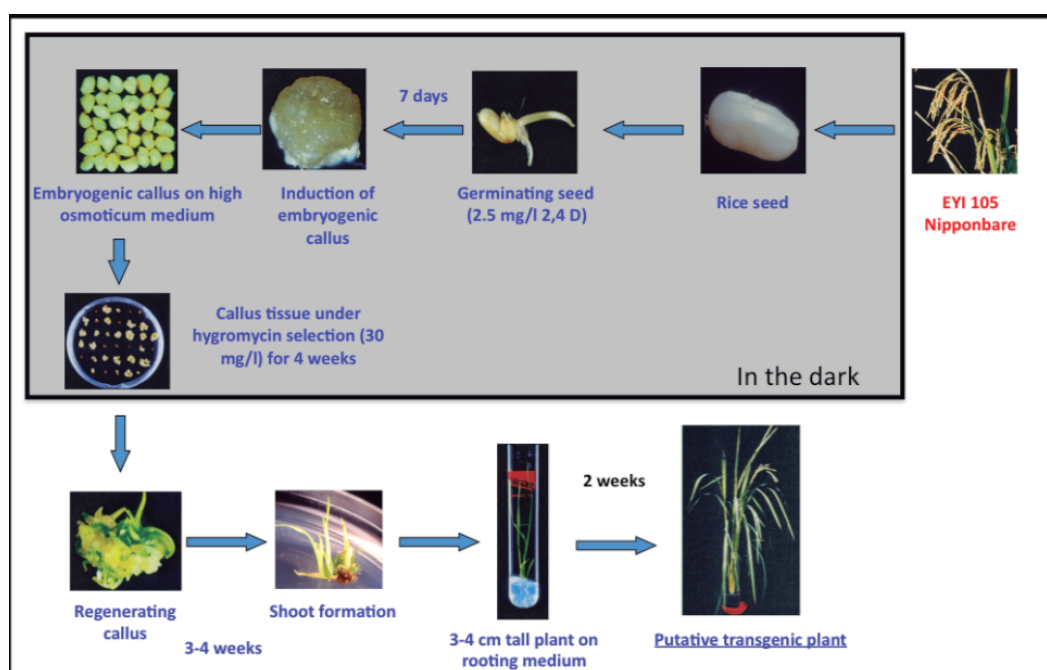 EYI 105
Nipponbare
Rice seed
Germinating seed
(2.5 mg/l 2,4 D)
7 days
Induction of
embryogenic
callus
Embryogenic callus on high
osmoticum medium
Callus tissue under
hygromycin selection (30
mg/l) for 4 weeks
In the dark
Regenerating
callus
3-4 weeks
Shoot formation
3-4 cm tall plant on
rooting medium
2 weeks
Putative transgenic plant